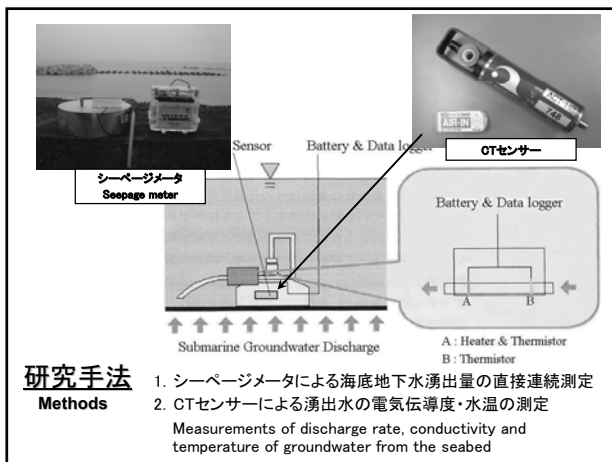 シーページメータ
Seepage meter
Sensor
Battery & Data logger
AIR-IN
746
CTセンサー
Battery & Data logger
A
B
A : Heater & Thermistor
B : Thermistor
Submarine Groundwater Discharge
研究手法
Methods
1. シーページメータによる海底地下水湧出量の直接連続測定
2. CTセンサーによる湧出水の電気伝導度・水温の測定
Measurements of discharge rate, conductivity and
temperature of groundwater from the seabed